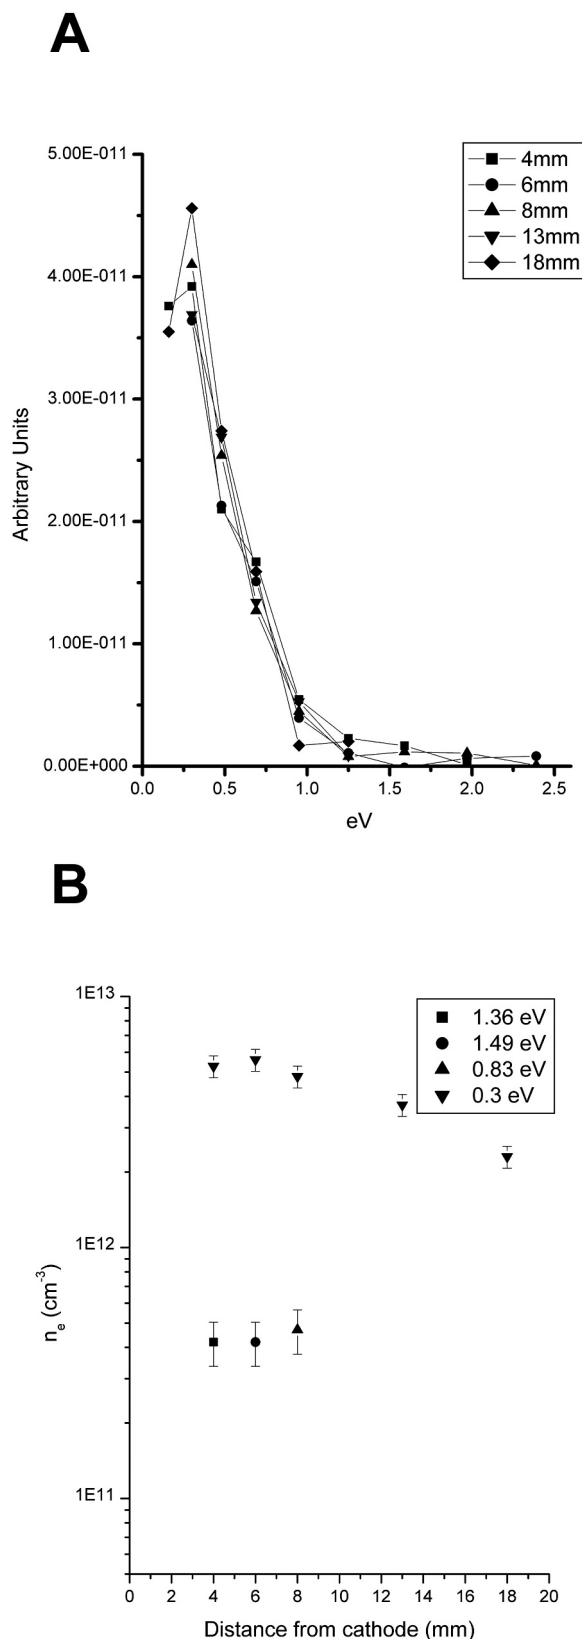 A
5.00E-011
4.00E-011
3.00E-011
2.00E-011
1.00E-011
0.00E+000
Arbitrary Units
4mm
6mm
8mm
13mm
18mm
0.0 0.5 1.0 1.5 2.0 2.5
eV
B
1E13
1E12
1E11
nₑ (cm⁻³)
1.36 eV
1.49 eV
0.83 eV
0.3 eV
0 2 4 6 8 10 12 14 16 18 20
Distance from cathode (mm)